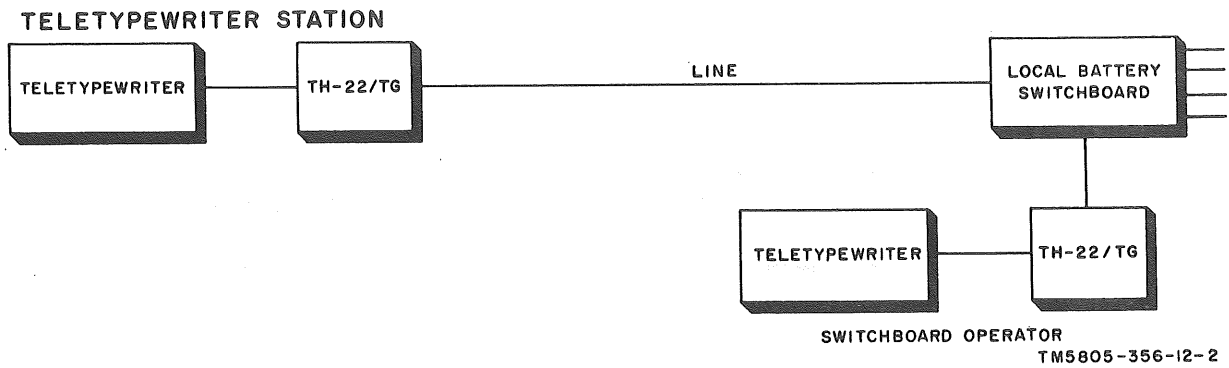 TELETYPEWRITER STATION
TELETYPEWRITER
TH-22/TG
LINE
LOCAL BATTERY
SWITCHBOARD
TELETYPEWRITER
TH-22/TG
SWITCHBOARD OPERATOR
TM5805-356-12-2